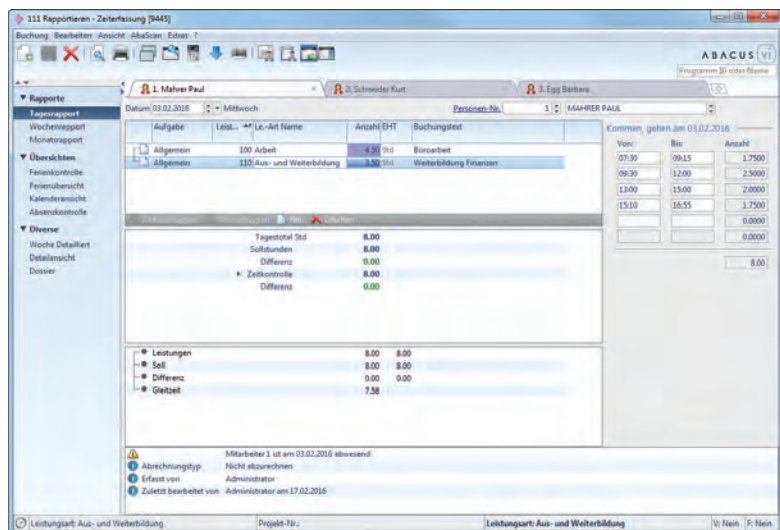 111 Rapportieren - Zeiterfassung [9445]
Buchung Bearbeiten Ansicht AbaScan Extras ?
ABACUS vi
Programm ID oder Name
▼ Rapporte
Tagesrapport
Wochenrapport
Monatsrapport
▼ Übersichten
Ferienkontrolle
Ferienübersicht
Kalenderansicht
Absenzkontrolle
▼ Diverse
Woche Detailliert
Detailansicht
Dossier
1. Mahrer Paul
2. Schneider Kurt
3. Egg Barbara
Datum 03.02.2016 Mittwoch Personen-Nr. 1 MAHRER PAUL
Aufgabe Leist... Le.-Art Name Anzahl EHT Buchungstext
Allgemein 100 Arbeit 4.50 Std Büroarbeit
Allgemein 110 Aus- und Weiterbildung 3.50 Std Weiterbildung Finanzen
Neu Löschen
Kommen, gehen am 03.02.2016
Von: Bis: Anzahl
07:30 09:15 1.7500
09:30 12:00 2.5000
13:00 15:00 2.0000
15:10 16:55 1.7500
0.0000
0.0000
8.00
Tagestotal Std 8.00
Sollstunden 8.00
Differenz 0.00
Zeitkontrolle 8.00
Differenz 0.00
Leistungen 8.00 8.00
Soll 8.00 8.00
Differenz 0.00 0.00
Gleitzeit 7.58
Mitarbeiter 1 ist am 03.02.2016 abwesend
Abrechnungstyp Nicht abzurechnen
Erfasst von Administrator
Zuletzt bearbeitet von Administrator am 17.02.2016
Leistungsart: Aus- und Weiterbildung Projekt-Nr.: Leistungsart: Aus- und Weiterbildung V: Nein F: Nein